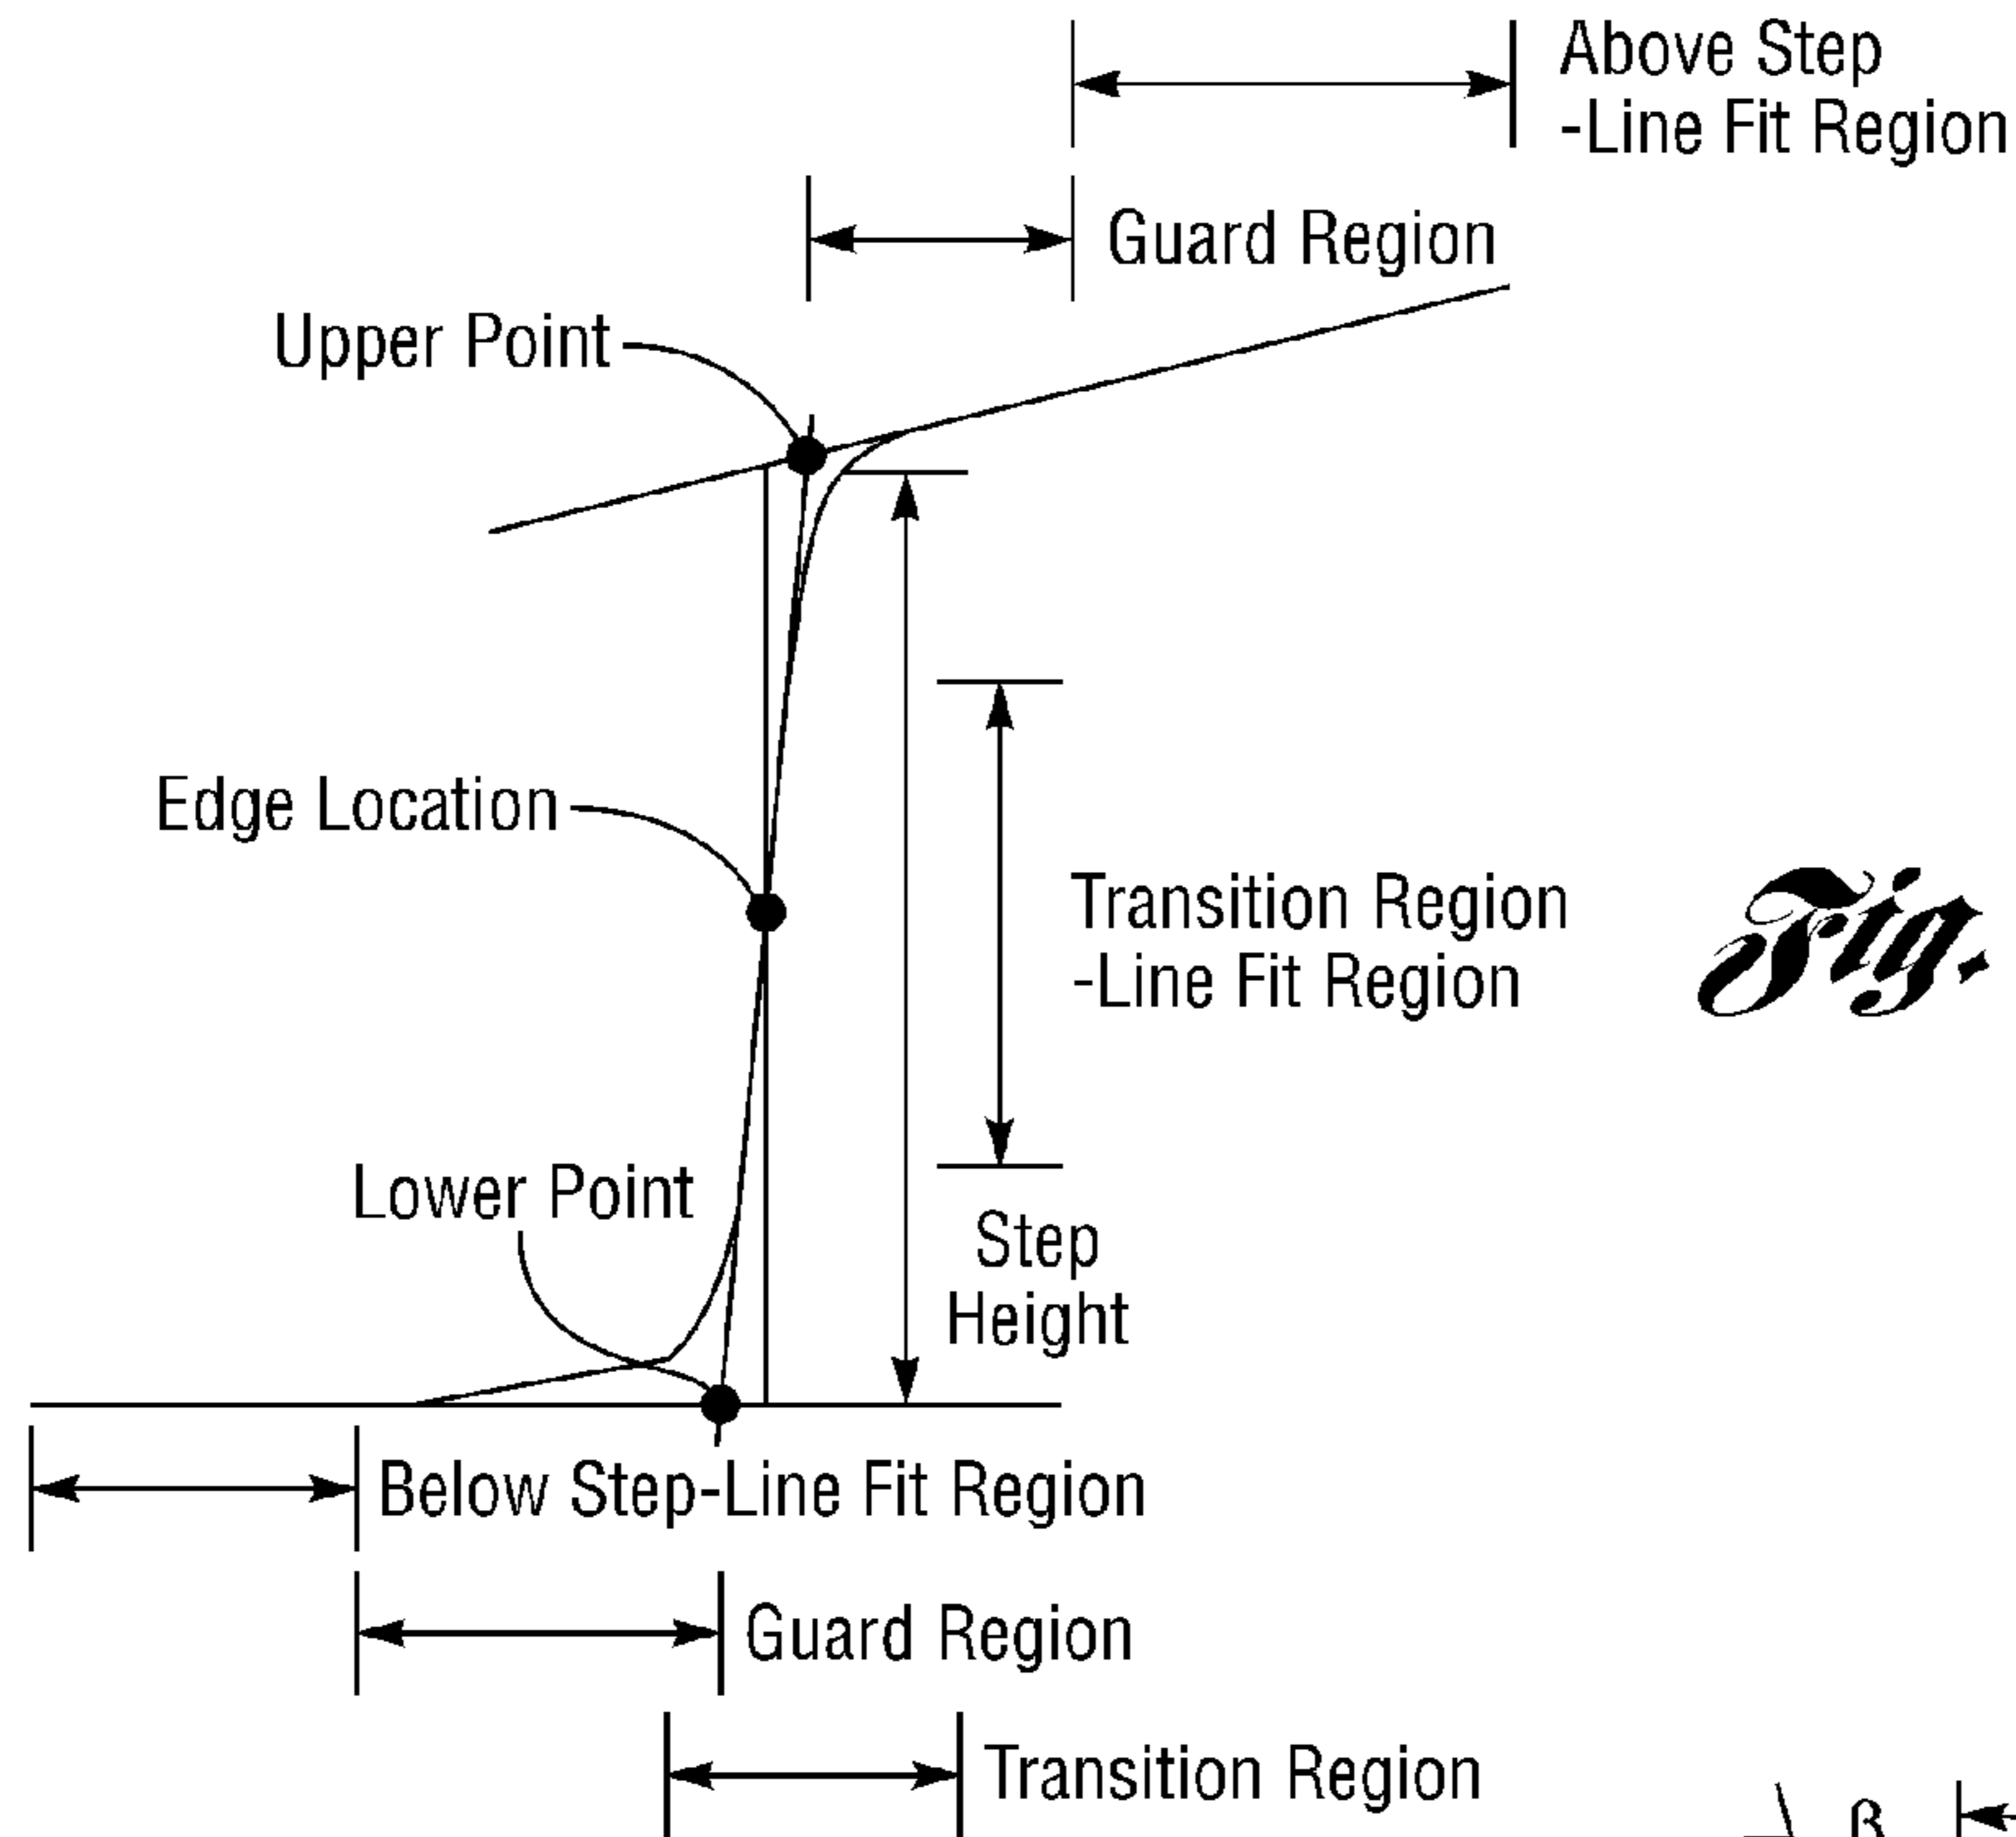 Above Step
-Line Fit Region
Guard Region
Upper Point
Edge Location
Transition Region
-Line Fit Region
Fig.
Lower Point
Step
Height
Below Step-Line Fit Region
Guard Region
Transition Region
β